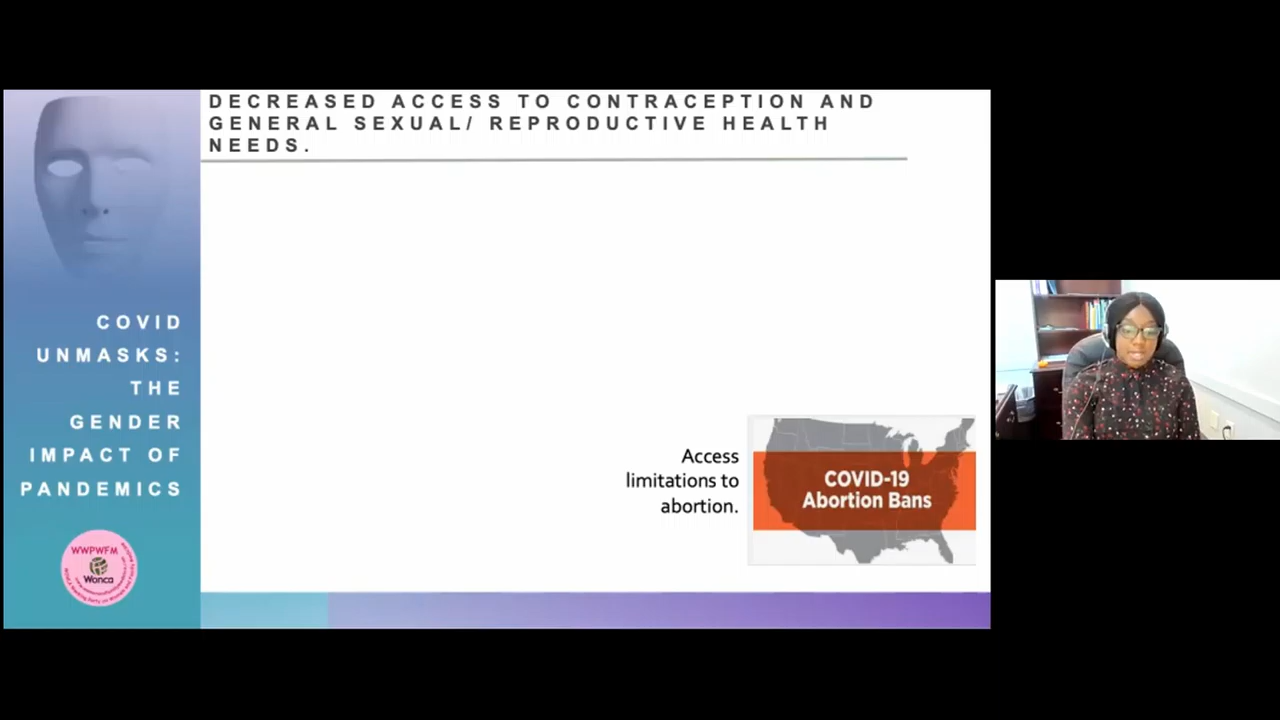 DECREASED ACCESS TO CONTRACEPTION AND
GENERAL SEXUAL/ REPRODUCTIVE HEALTH
NEEDS.
COVID
UNMASKS:
THE
GENDER
IMPACT OF
PANDEMICS
WWPWFM
Wonca
Access
limitations to
abortion.
COVID-19
Abortion Bans